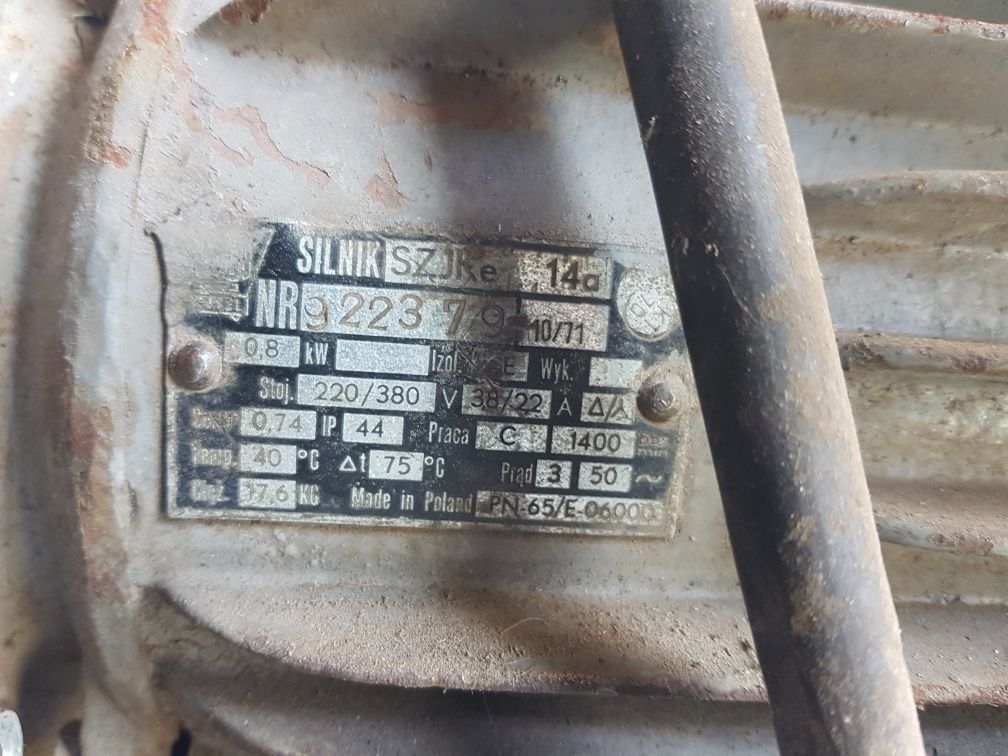 SILNIK SZJKe 14a
NR 922379 10/71
0,8 kW Izol. E Wyk.
Stoj. 220/380 V 3,8/2,2 A Δ/⅄
0,74 IP 44 Praca C 1400
Temp. 40 °C Δt 75 °C Prąd 3 50 ~
17,6 KG Made in Poland PN-65/E-06000